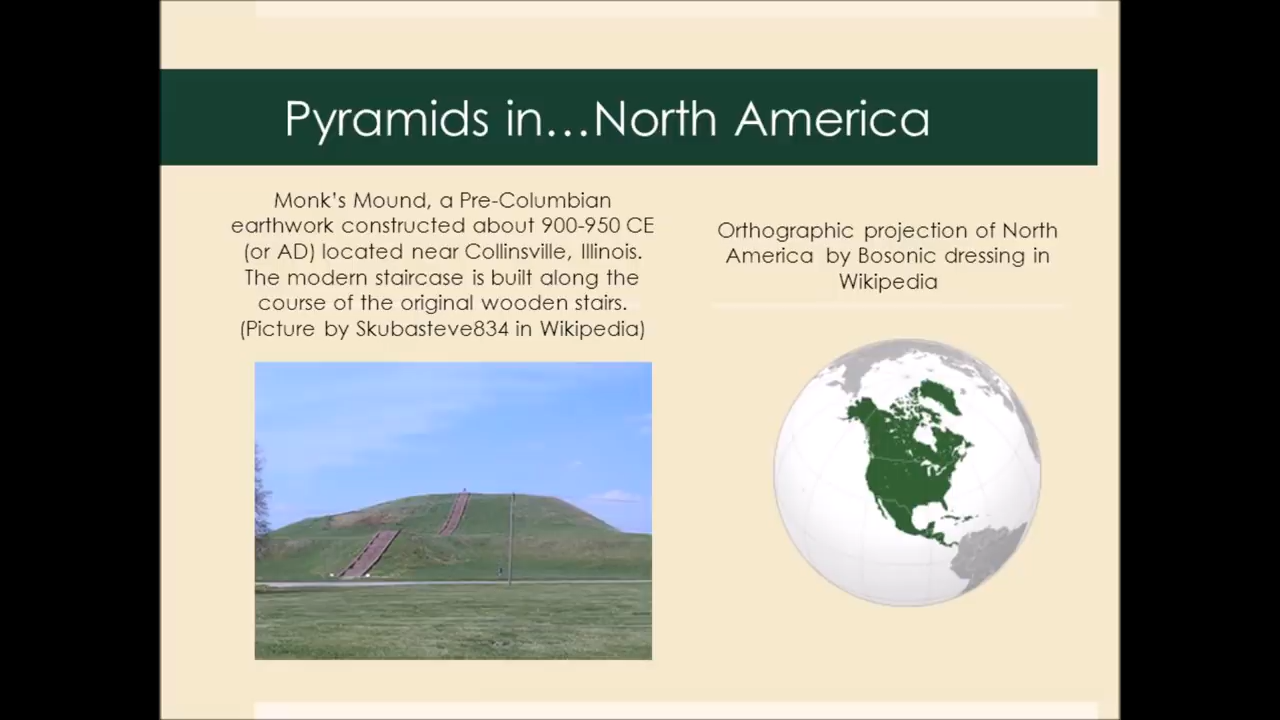 Pyramids in...North America
Monk's Mound, a Pre-Columbian
earthwork constructed about 900-950 CE
(or AD) located near Collinsville, Illinois.
The modern staircase is built along the
course of the original wooden stairs.
(Picture by Skubasteve834 in Wikipedia)
Orthographic projection of North
America by Bosonic dressing in
Wikipedia